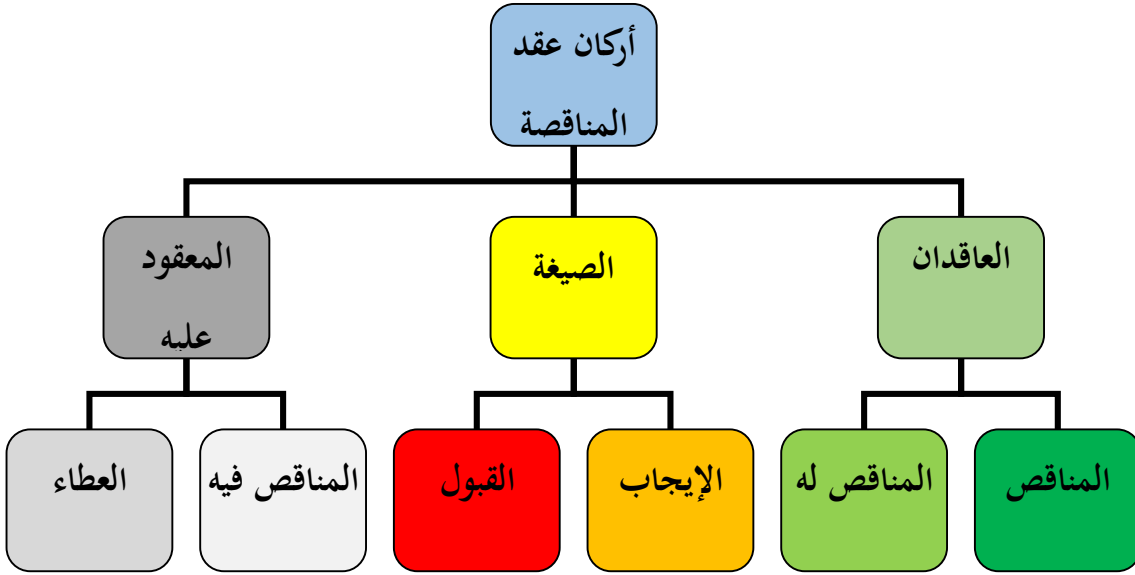 أركان عقد
المناقصة
العاقدان
الصيغة
المعقود
عليه
المناقص
المناقص له
الإيجاب
القبول
المناقص فيه
العطاء